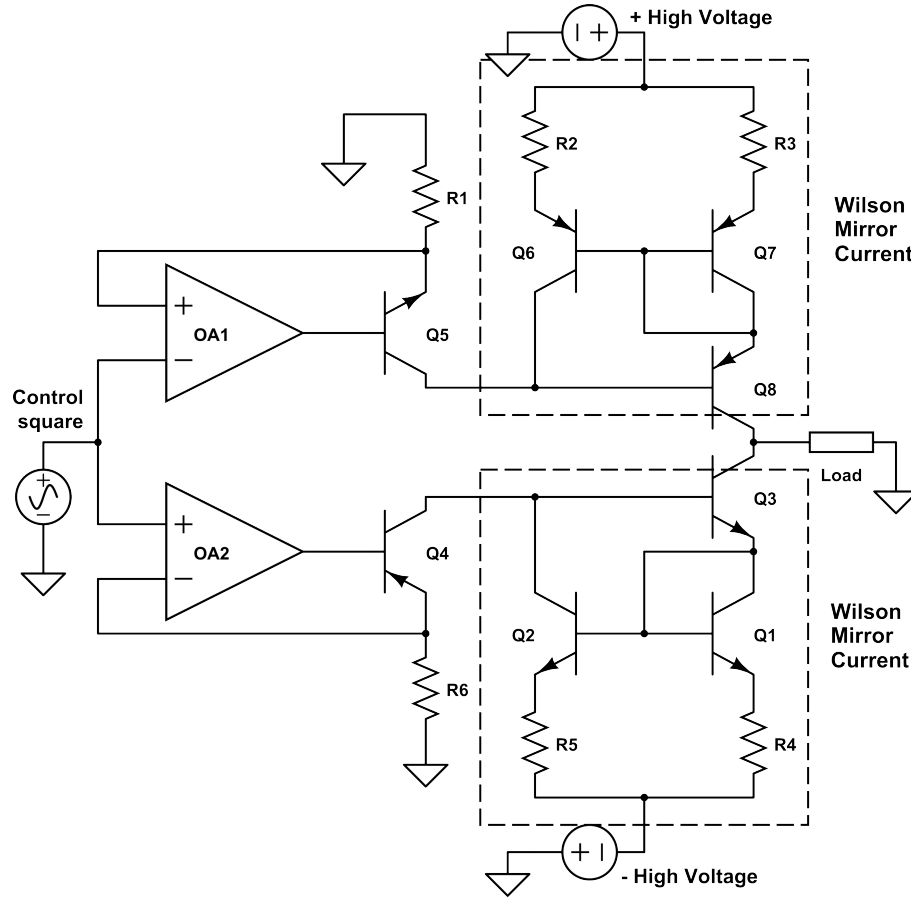 + High Voltage
R2
R3
R1
Wilson
Mirror
Current
Q6
Q7
+
OA1
−
Q5
Q8
Control
square
Load
+
OA2
−
Q4
Q3
Q2
Q1
Wilson
Mirror
Current
R6
R5
R4
- High Voltage